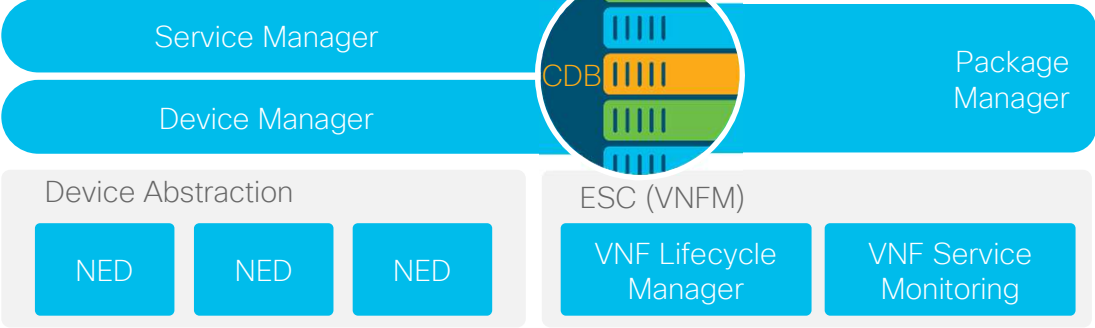 Service Manager
CDB
Package
Manager
Device Manager
Device Abstraction
NED
NED
NED
ESC (VNFM)
VNF Lifecycle
Manager
VNF Service
Monitoring